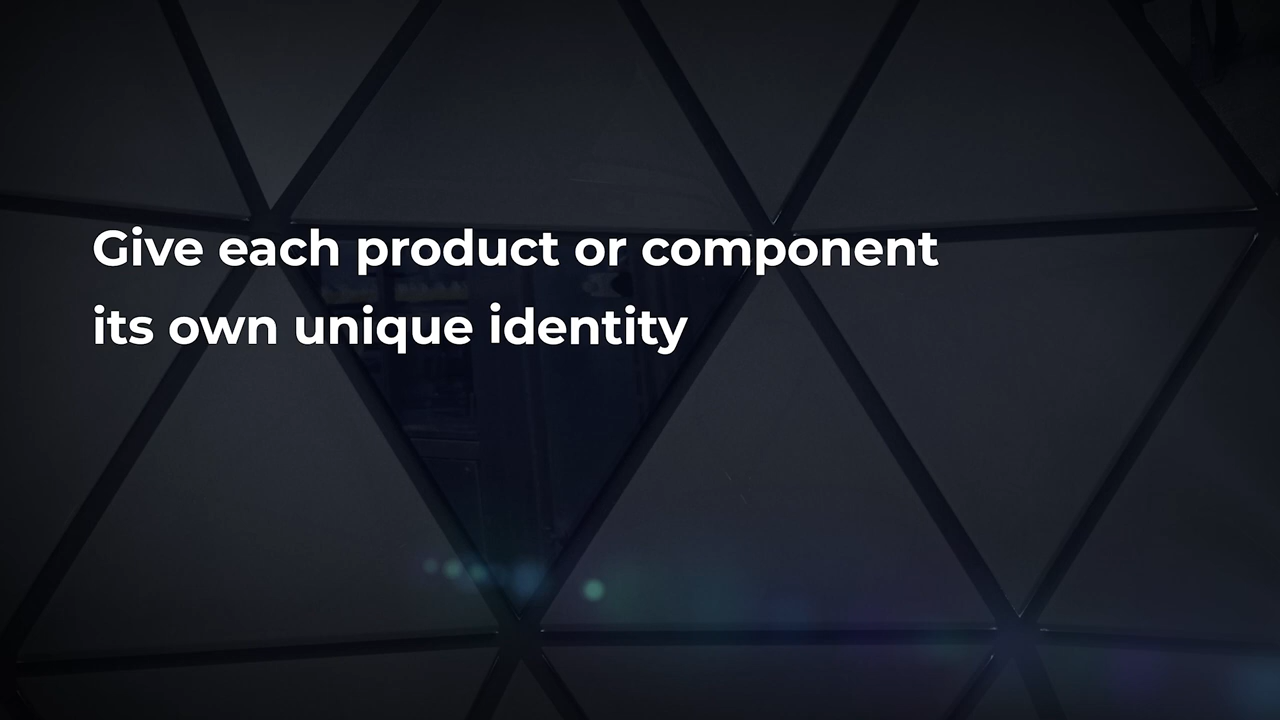 Give each product or component
its own unique identity